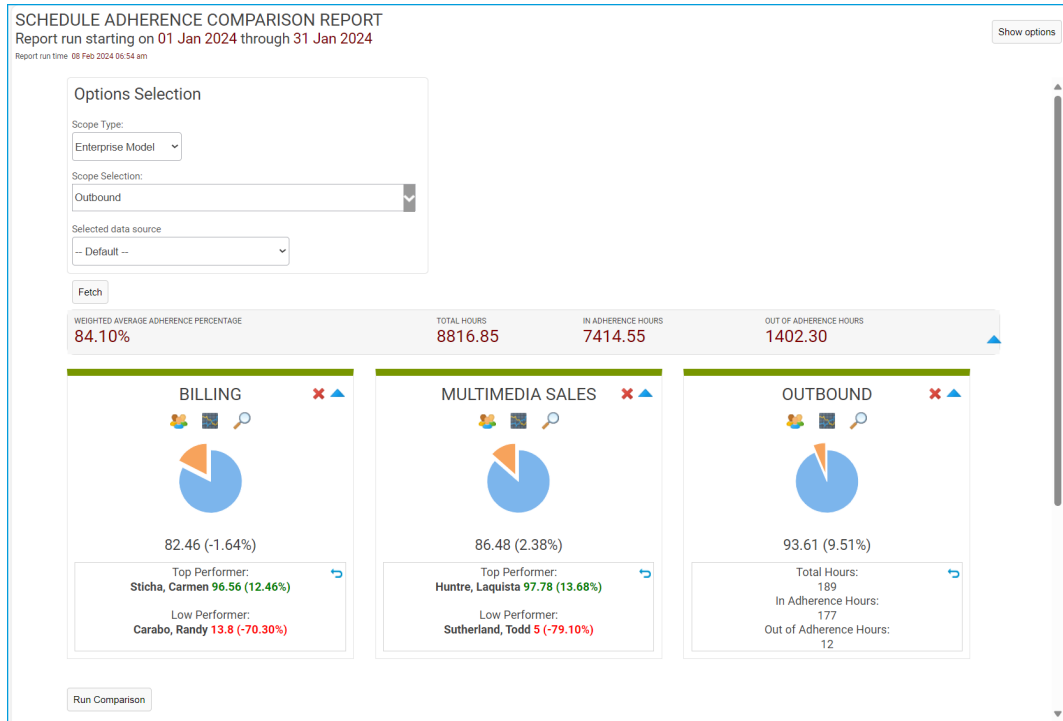 SCHEDULE ADHERENCE COMPARISON REPORT
Report run starting on 01 Jan 2024 through 31 Jan 2024
Report run time 08 Feb 2024 06:54 am
Show options
Options Selection
Scope Type:
Enterprise Model
Scope Selection:
Outbound
Selected data source
-- Default --
Fetch
WEIGHTED AVERAGE ADHERENCE PERCENTAGE
84.10%
TOTAL HOURS
8816.85
IN ADHERENCE HOURS
7414.55
OUT OF ADHERENCE HOURS
1402.30
BILLING
82.46 (-1.64%)
Top Performer:
Sticha, Carmen 96.56 (12.46%)
Low Performer:
Carabo, Randy 13.8 (-70.30%)
MULTIMEDIA SALES
86.48 (2.38%)
Top Performer:
Huntre, Laquista 97.78 (13.68%)
Low Performer:
Sutherland, Todd 5 (-79.10%)
OUTBOUND
93.61 (9.51%)
Total Hours:
189
In Adherence Hours:
177
Out of Adherence Hours:
12
Run Comparison